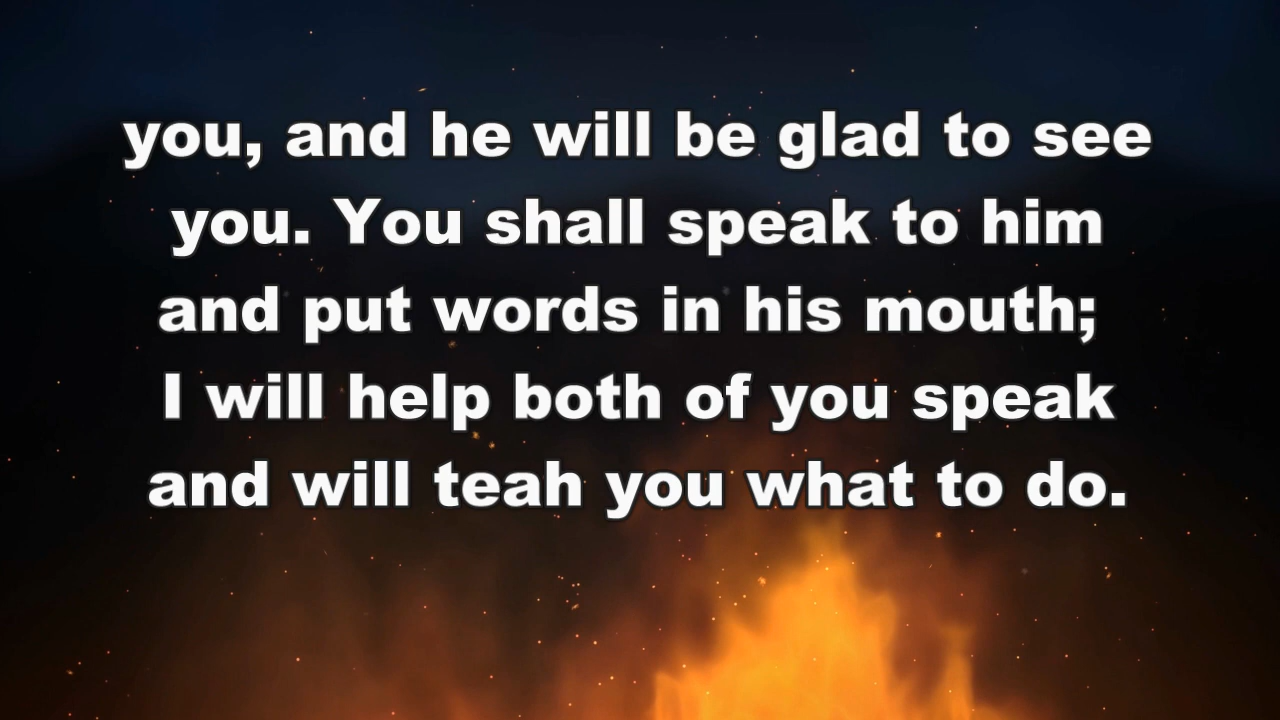 you, and he will be glad to see
you. You shall speak to him
and put words in his mouth;
I will help both of you speak
and will teah you what to do.